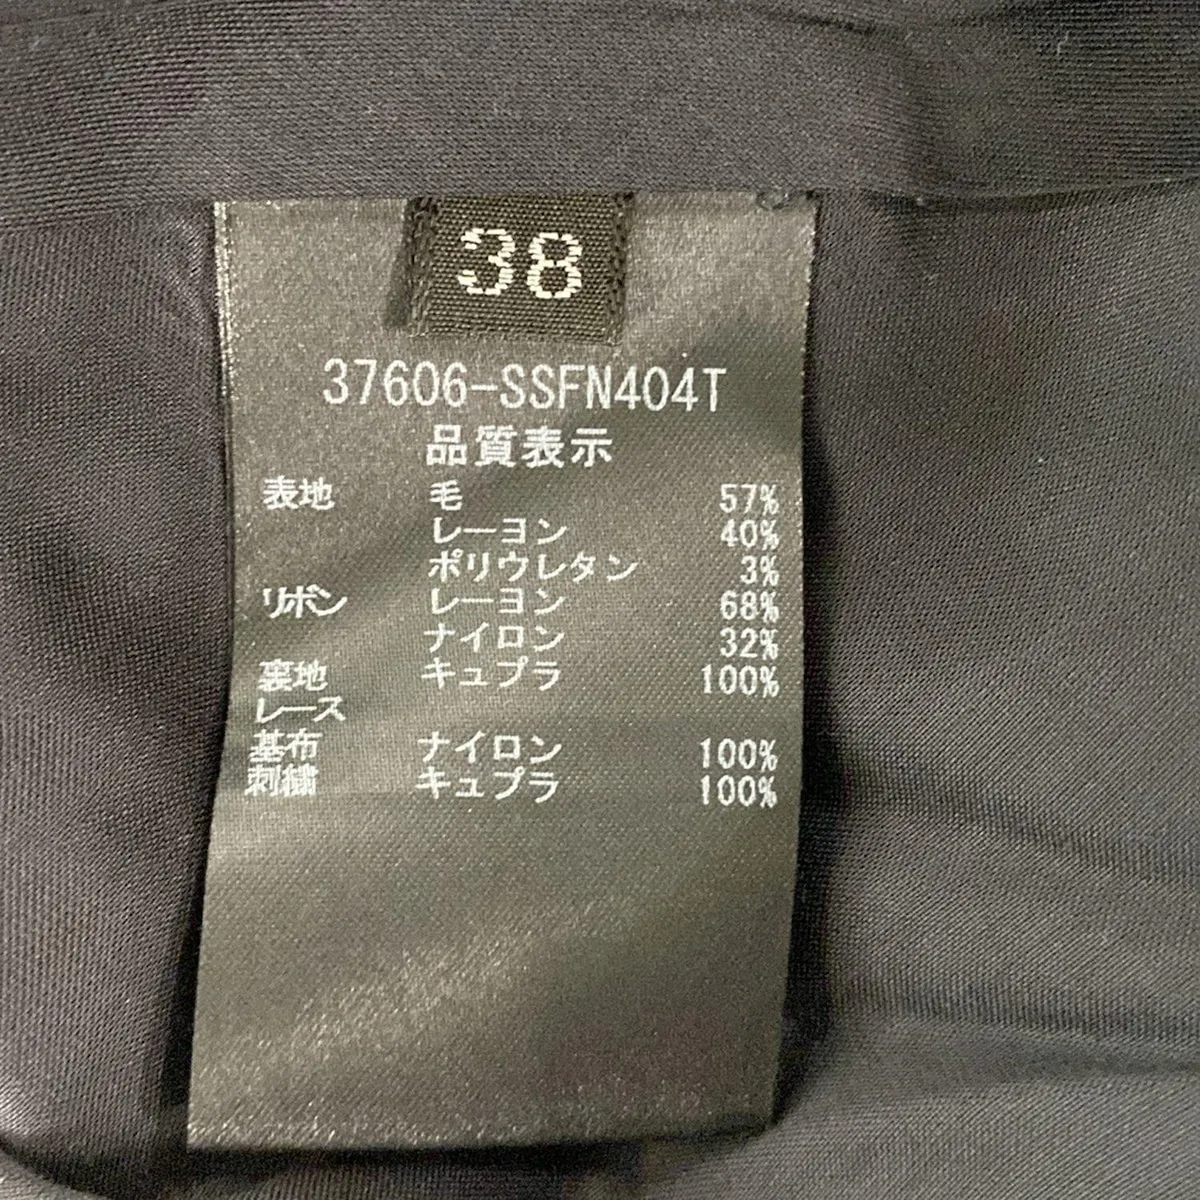 38
37606-SSFN404T
品質表示
表地 毛 57%
レーヨン 40%
ポリウレタン 3%
リボン レーヨン 68%
ナイロン 32%
裏地 キュプラ 100%
レース
基布 ナイロン 100%
刺繍 キュプラ 100%